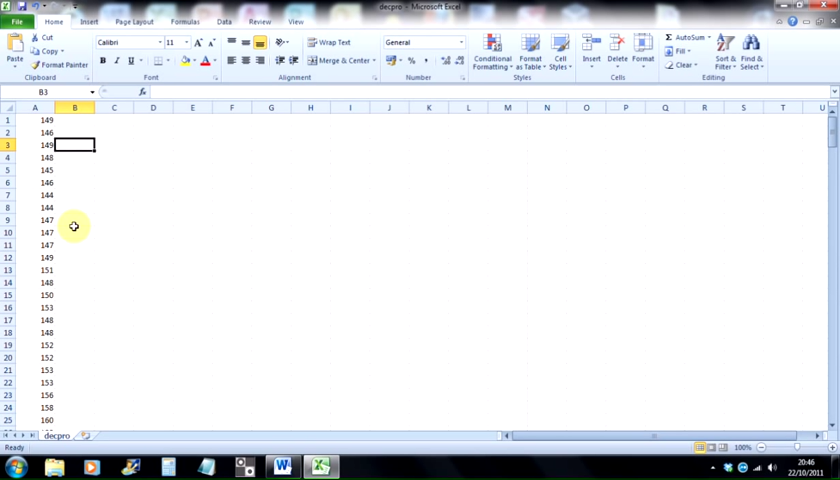 decpro - Microsoft Excel
File Home Insert Page Layout Formulas Data Review View
Paste Cut Copy Format Painter Clipboard
Calibri 11 A A B I U A Font
Wrap Text Merge & Center Alignment
General % , Number
Conditional Formatting Format as Table Cell Styles Styles
Insert Delete Format Cells
Σ AutoSum Fill Clear Sort & Filter Find & Select Editing
B3 fx
A B C D E F G H I J K L M N O P Q R S T U
1 149
2 146
3 149
4 148
5 145
6 146
7 144
8 144
9 147
10 147
11 147
12 149
13 151
14 148
15 150
16 153
17 148
18 148
19 152
20 152
21 153
22 153
23 156
24 158
25 160
decpro
Ready 100%
20:46
22/10/2011